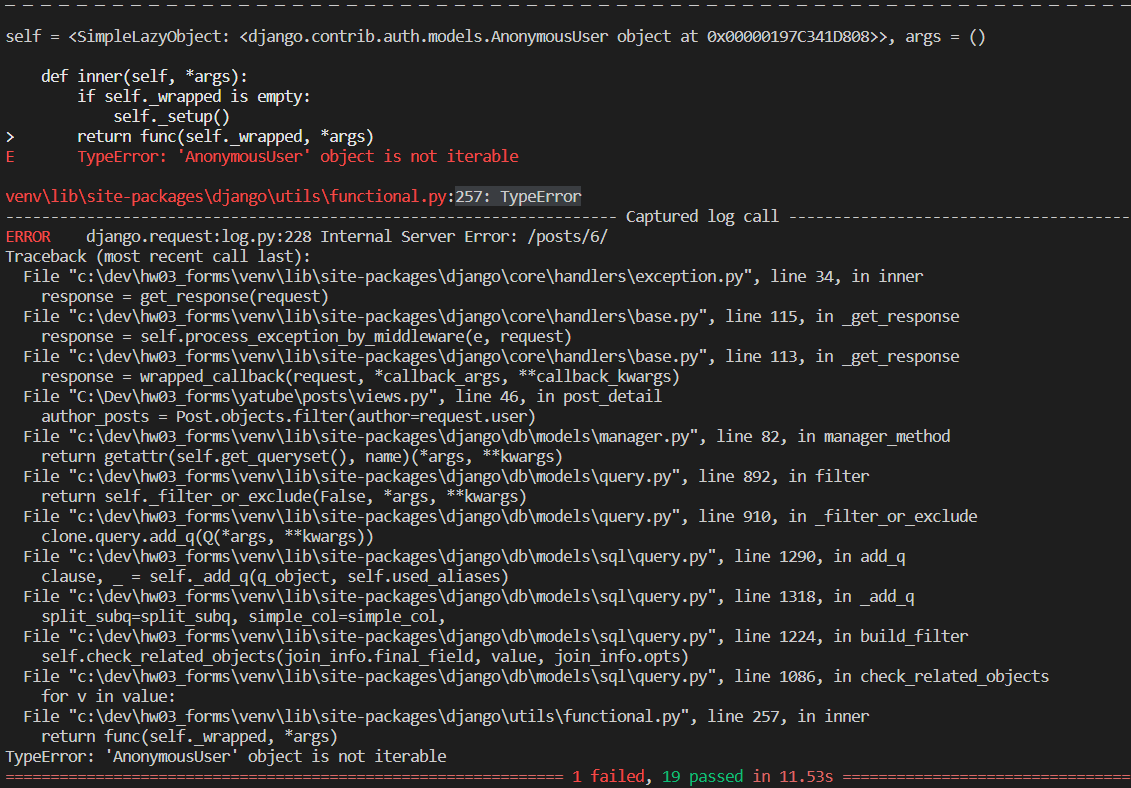 self = <SimpleLazyObject: <django.contrib.auth.models.AnonymousUser object at 0x00000197C341D808>>, args = ()
def inner(self, *args):
if self._wrapped is empty:
self._setup()
> return func(self._wrapped, *args)
E TypeError: 'AnonymousUser' object is not iterable
venv\lib\site-packages\django\utils\functional.py:257: TypeError
-------------------------------------------------------------------- Captured log call --------------------------------------
ERROR django.request:log.py:228 Internal Server Error: /posts/6/
Traceback (most recent call last):
File "c:\dev\hw03_forms\venv\lib\site-packages\django\core\handlers\exception.py", line 34, in inner
response = get_response(request)
File "c:\dev\hw03_forms\venv\lib\site-packages\django\core\handlers\base.py", line 115, in _get_response
response = self.process_exception_by_middleware(e, request)
File "c:\dev\hw03_forms\venv\lib\site-packages\django\core\handlers\base.py", line 113, in _get_response
response = wrapped_callback(request, *callback_args, **callback_kwargs)
File "C:\Dev\hw03_forms\yatube\posts\views.py", line 46, in post_detail
author_posts = Post.objects.filter(author=request.user)
File "c:\dev\hw03_forms\venv\lib\site-packages\django\db\models\manager.py", line 82, in manager_method
return getattr(self.get_queryset(), name)(*args, **kwargs)
File "c:\dev\hw03_forms\venv\lib\site-packages\django\db\models\query.py", line 892, in filter
return self._filter_or_exclude(False, *args, **kwargs)
File "c:\dev\hw03_forms\venv\lib\site-packages\django\db\models\query.py", line 910, in _filter_or_exclude
clone.query.add_q(Q(*args, **kwargs))
File "c:\dev\hw03_forms\venv\lib\site-packages\django\db\models\sql\query.py", line 1290, in add_q
clause, _ = self._add_q(q_object, self.used_aliases)
File "c:\dev\hw03_forms\venv\lib\site-packages\django\db\models\sql\query.py", line 1318, in _add_q
split_subq=split_subq, simple_col=simple_col,
File "c:\dev\hw03_forms\venv\lib\site-packages\django\db\models\sql\query.py", line 1224, in build_filter
self.check_related_objects(join_info.final_field, value, join_info.opts)
File "c:\dev\hw03_forms\venv\lib\site-packages\django\db\models\sql\query.py", line 1086, in check_related_objects
for v in value:
File "c:\dev\hw03_forms\venv\lib\site-packages\django\utils\functional.py", line 257, in inner
return func(self._wrapped, *args)
TypeError: 'AnonymousUser' object is not iterable
============================================================== 1 failed, 19 passed in 11.53s ================================